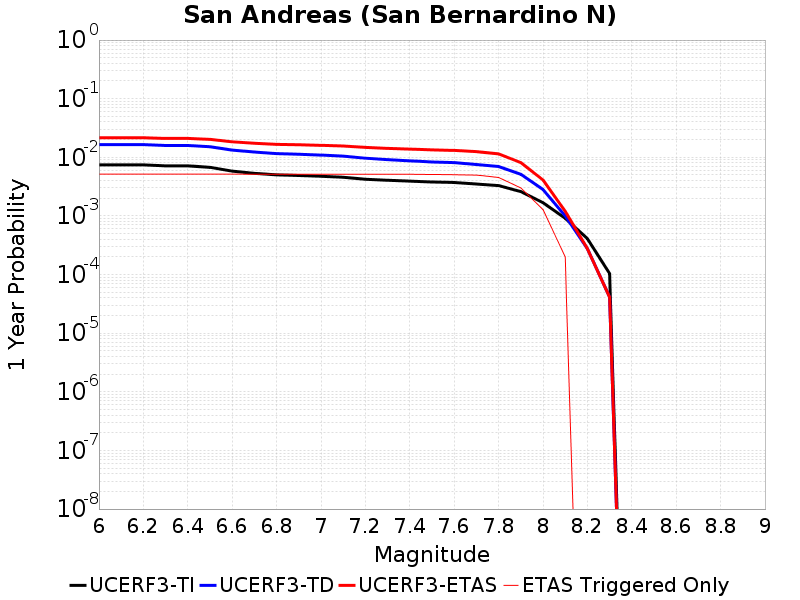 San Andreas (San Bernardino N)
1 Year Probability
10^0
10^-1
10^-2
10^-3
10^-4
10^-5
10^-6
10^-7
10^-8
6 6.2 6.4 6.6 6.8 7 7.2 7.4 7.6 7.8 8 8.2 8.4 8.6 8.8 9
Magnitude
UCERF3-TI UCERF3-TD UCERF3-ETAS ETAS Triggered Only